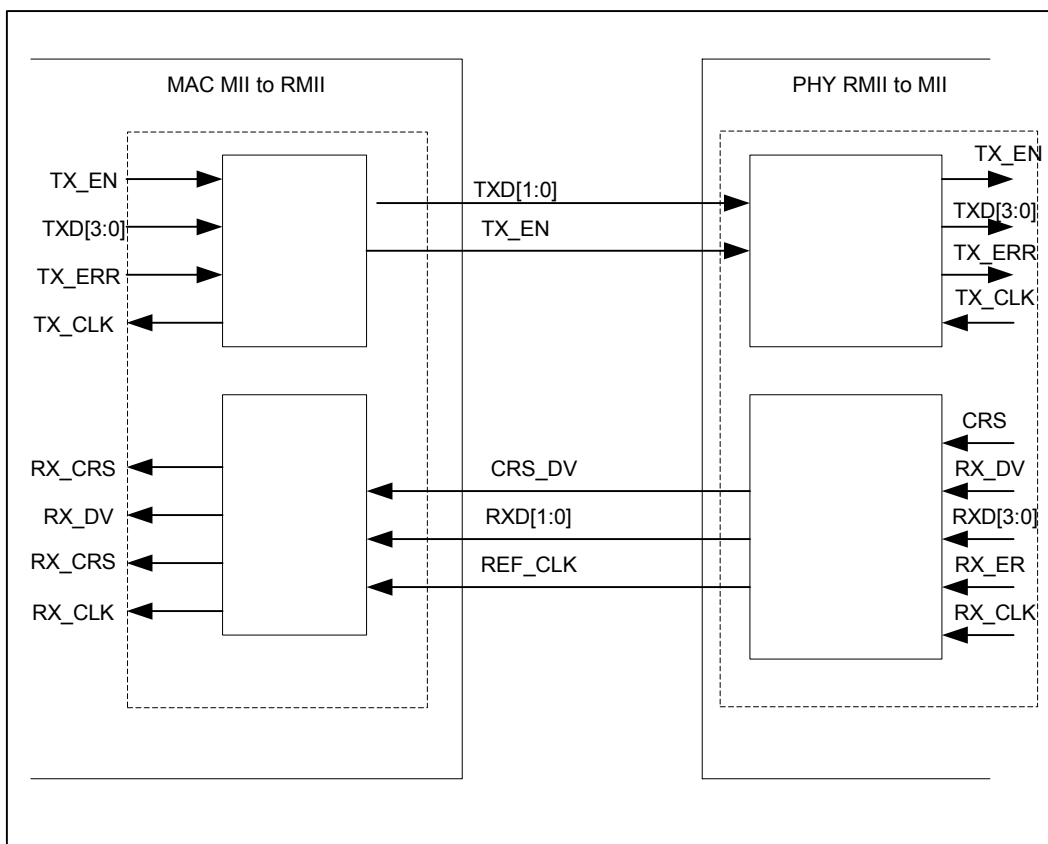 MAC MII to RMII
PHY RMII to MII
TX_EN
TXD[3:0]
TX_ERR
TX_CLK
TXD[1:0]
TX_EN
TX_EN
TXD[3:0]
TX_ERR
TX_CLK
RX_CRS
RX_DV
RX_CRS
RX_CLK
CRS_DV
RXD[1:0]
REF_CLK
CRS
RX_DV
RXD[3:0]
RX_ER
RX_CLK